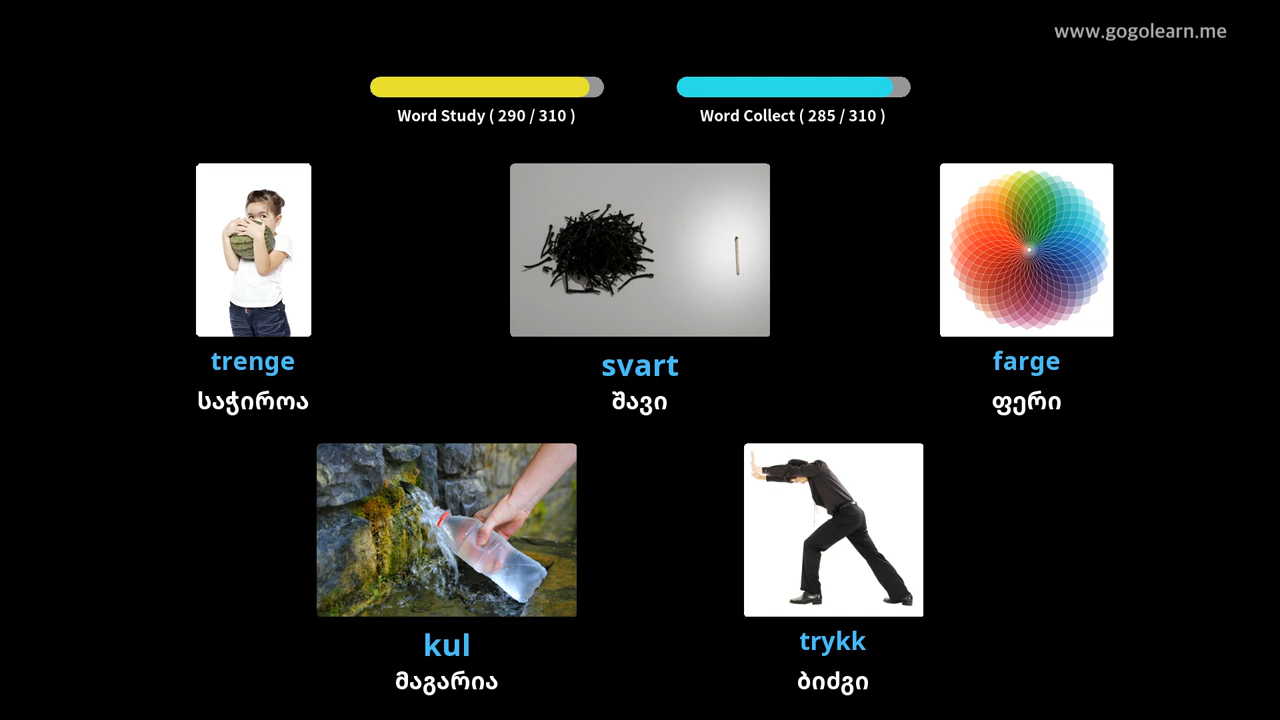 www.gogolearn.me
Word Study ( 290 / 310 )
Word Collect ( 285 / 310 )
trenge
საჭიროა
svart
შავი
farge
ფერი
kul
მაგარია
trykk
ბიძგი